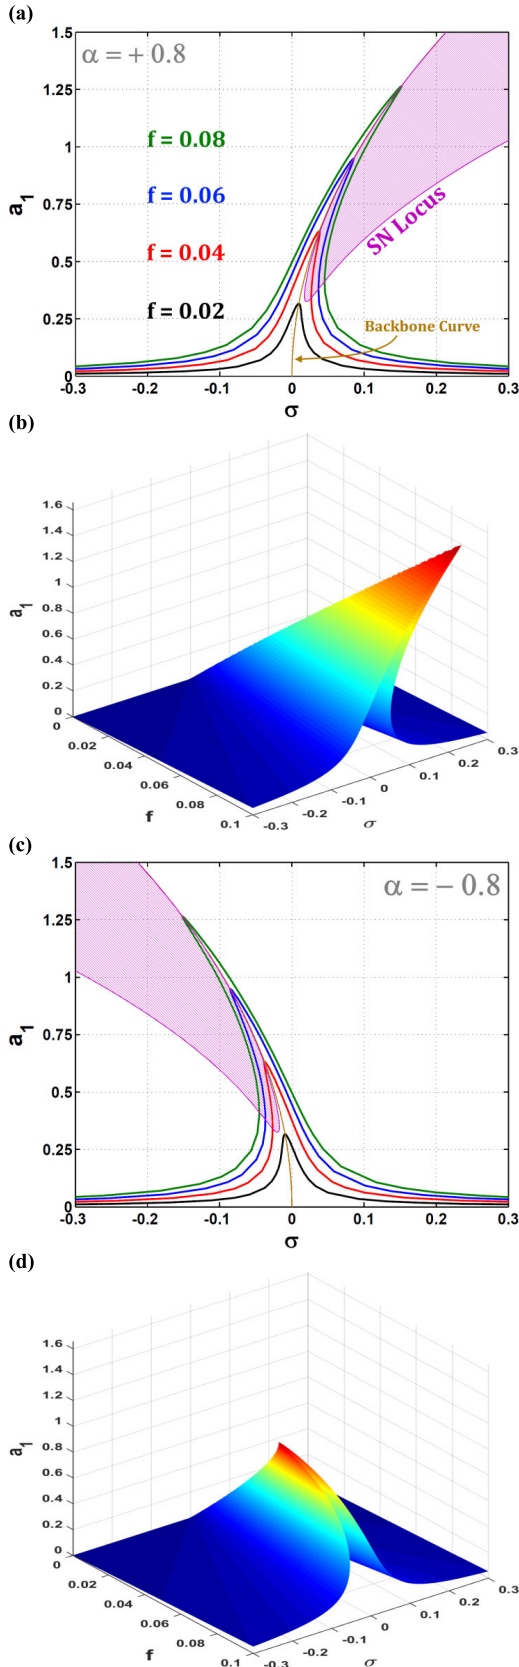 (a)
1.5
α = + 0.8
1.25
f = 0.08
1
f = 0.06
a1
0.75
SN Locus
f = 0.04
0.5
f = 0.02
0.25
Backbone Curve
0
-0.3 -0.2 -0.1 0 0.1 0.2 0.3
σ
(b)
1.6
1.4
1.2
1
a1
0.8
0.6
0.4
0.2
0
0 0.02 0.04 0.06 0.08 0.1
f
-0.3 -0.2 -0.1 0 0.1 0.2 0.3
σ
(c)
1.5
α = − 0.8
1.25
1
a1
0.75
0.5
0.25
0
-0.3 -0.2 -0.1 0 0.1 0.2 0.3
σ
(d)
1.6
1.4
1.2
1
a1
0.8
0.6
0.4
0.2
0
0 0.02 0.04 0.06 0.08 0.1
f
-0.3 -0.2 -0.1 0 0.1 0.2 0.3
σ